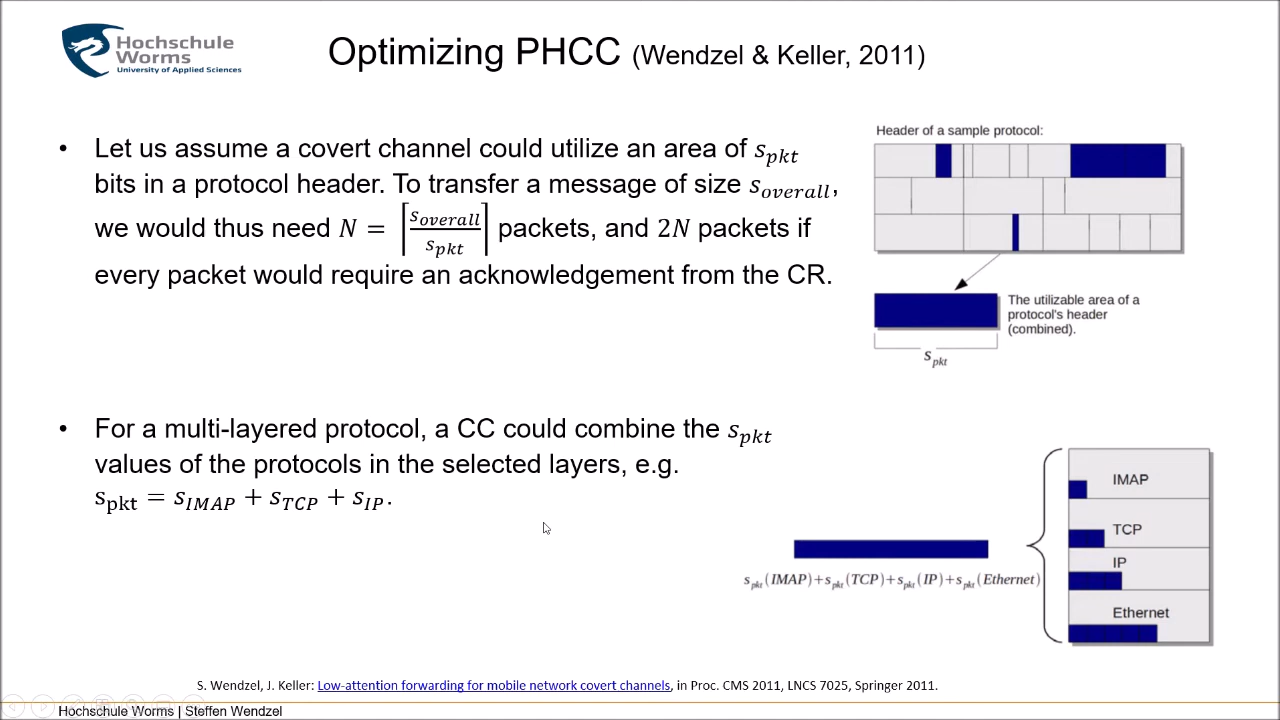 Hochschule
Worms
University of Applied Sciences
Optimizing PHCC (Wendzel & Keller, 2011)
• Let us assume a covert channel could utilize an area of s_pkt
bits in a protocol header. To transfer a message of size s_overall,
we would thus need N = ⌈s_overall / s_pkt⌉ packets, and 2N packets if
every packet would require an acknowledgement from the CR.
Header of a sample protocol:
The utilizable area of a
protocol's header
(combined).
s_pkt
• For a multi-layered protocol, a CC could combine the s_pkt
values of the protocols in the selected layers, e.g.
s_pkt = s_IMAP + s_TCP + s_IP.
IMAP
TCP
IP
Ethernet
s_pkt(IMAP)+s_pkt(TCP)+s_pkt(IP)+s_pkt(Ethernet)
S. Wendzel, J. Keller: Low-attention forwarding for mobile network covert channels, in Proc. CMS 2011, LNCS 7025, Springer 2011.
Hochschule Worms | Steffen Wendzel